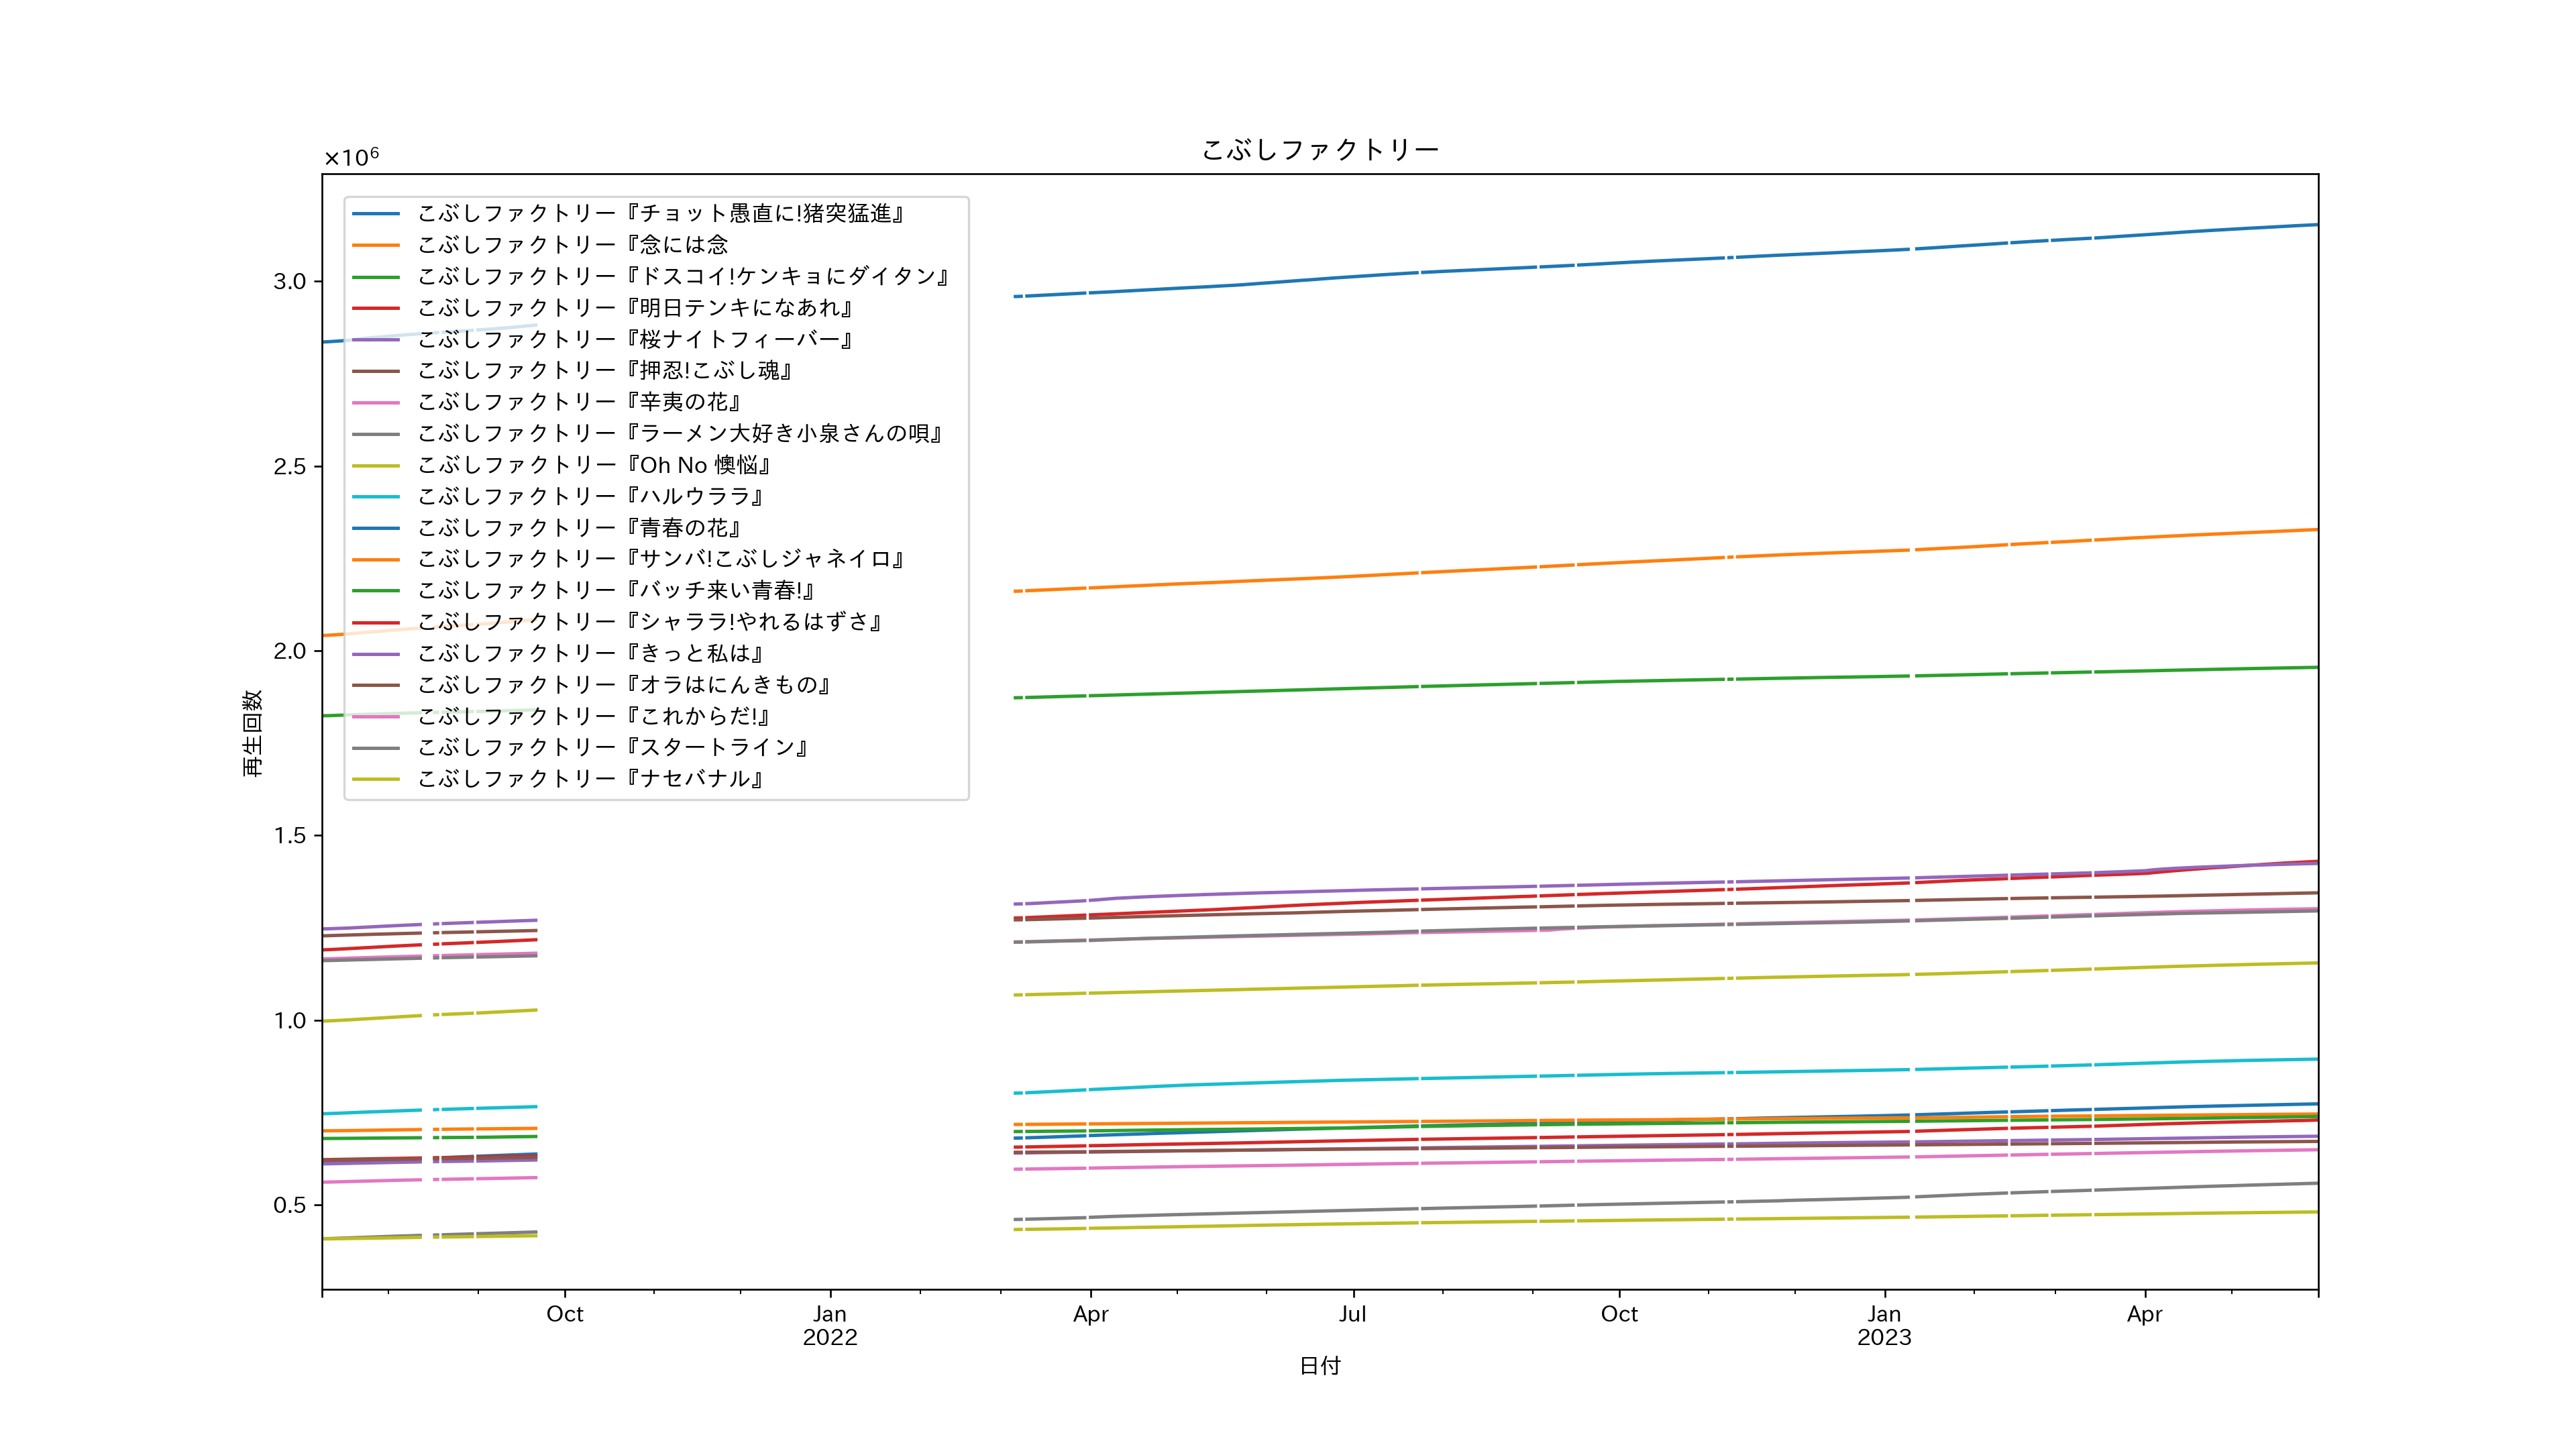 こぶしファクトリー
×10⁶
こぶしファクトリー『チョット愚直に!猪突猛進』
こぶしファクトリー『念には念
こぶしファクトリー『ドスコイ!ケンキョにダイタン』
こぶしファクトリー『明日テンキになあれ』
こぶしファクトリー『桜ナイトフィーバー』
こぶしファクトリー『押忍!こぶし魂』
こぶしファクトリー『辛夷の花』
こぶしファクトリー『ラーメン大好き小泉さんの唄』
こぶしファクトリー『Oh No 懊悩』
こぶしファクトリー『ハルウララ』
こぶしファクトリー『青春の花』
こぶしファクトリー『サンバ!こぶしジャネイロ』
こぶしファクトリー『バッチ来い青春!』
こぶしファクトリー『シャララ!やれるはずさ』
こぶしファクトリー『きっと私は』
こぶしファクトリー『オラはにんきもの』
こぶしファクトリー『これからだ!』
こぶしファクトリー『スタートライン』
こぶしファクトリー『ナセバナル』
3.0
2.5
2.0
1.5
1.0
0.5
再生回数
Oct Jan Apr Jul Oct Jan Apr
2022 2023
日付